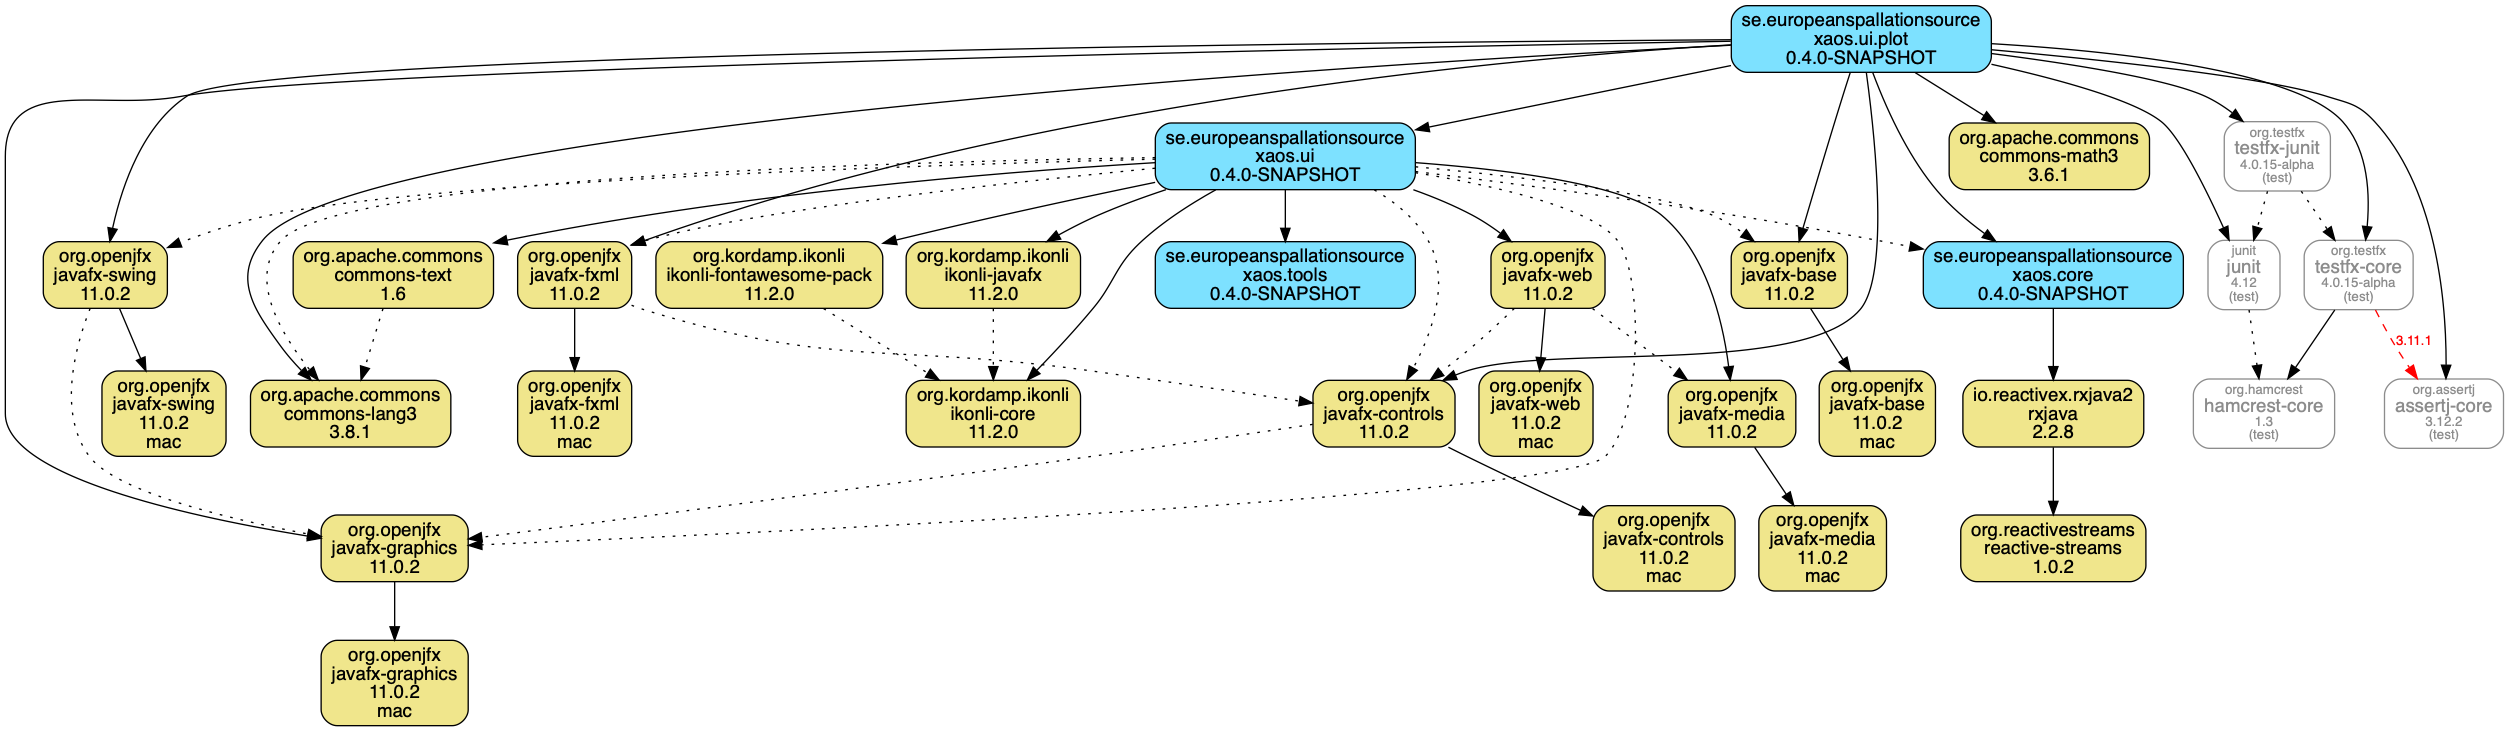 se.europeanspallationsource
xaos.ui.plot
0.4.0-SNAPSHOT
se.europeanspallationsource
xaos.ui
0.4.0-SNAPSHOT
org.apache.commons
commons-math3
3.6.1
org.testfx
testfx-junit
4.0.15-alpha
(test)
org.openjfx
javafx-swing
11.0.2
org.apache.commons
commons-text
1.6
org.openjfx
javafx-fxml
11.0.2
org.kordamp.ikonli
ikonli-fontawesome-pack
11.2.0
org.kordamp.ikonli
ikonli-javafx
11.2.0
se.europeanspallationsource
xaos.tools
0.4.0-SNAPSHOT
org.openjfx
javafx-web
11.0.2
org.openjfx
javafx-base
11.0.2
se.europeanspallationsource
xaos.core
0.4.0-SNAPSHOT
junit
junit
4.12
(test)
org.testfx
testfx-core
4.0.15-alpha
(test)
3.11.1
org.openjfx
javafx-swing
11.0.2
mac
org.apache.commons
commons-lang3
3.8.1
org.openjfx
javafx-fxml
11.0.2
mac
org.kordamp.ikonli
ikonli-core
11.2.0
org.openjfx
javafx-controls
11.0.2
org.openjfx
javafx-web
11.0.2
mac
org.openjfx
javafx-media
11.0.2
org.openjfx
javafx-base
11.0.2
mac
io.reactivex.rxjava2
rxjava
2.2.8
org.hamcrest
hamcrest-core
1.3
(test)
org.assertj
assertj-core
3.12.2
(test)
org.openjfx
javafx-graphics
11.0.2
org.openjfx
javafx-controls
11.0.2
mac
org.openjfx
javafx-media
11.0.2
mac
org.reactivestreams
reactive-streams
1.0.2
org.openjfx
javafx-graphics
11.0.2
mac